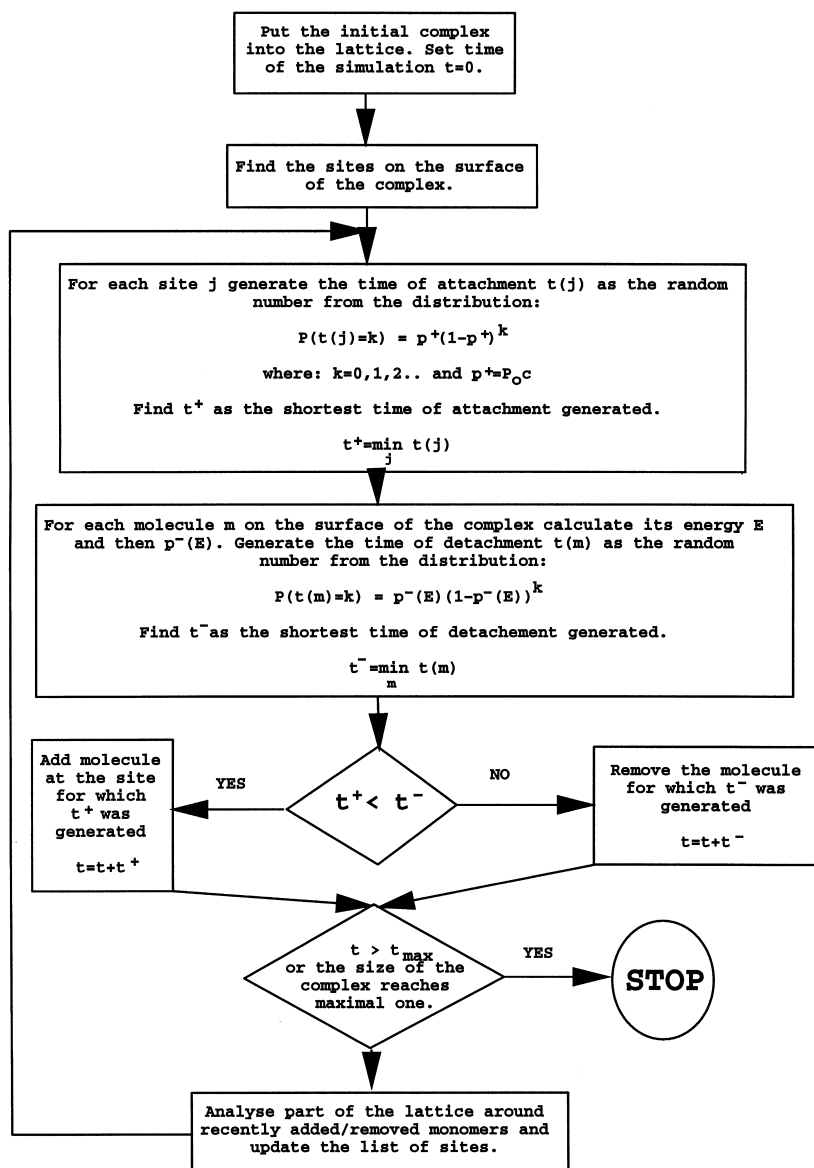 Put the initial complex
into the lattice. Set time
of the simulation t=0.
Find the sites on the surface
of the complex.
For each site j generate the time of attachment t(j) as the random
number from the distribution:
P(t(j)=k) = p⁺(1-p⁺)ᵏ
where: k=0,1,2.. and p⁺=P₀c
Find t⁺ as the shortest time of attachment generated.
t⁺=min t(j)
j
For each molecule m on the surface of the complex calculate its energy E
and then p⁻(E). Generate the time of detachment t(m) as the random
number from the distribution:
P(t(m)=k) = p⁻(E)(1-p⁻(E))ᵏ
Find t⁻as the shortest time of detachement generated.
t⁻=min t(m)
m
t⁺< t⁻
YES
NO
Add molecule
at the site
for which
t⁺ was
generated
t=t+t⁺
Remove the molecule
for which t⁻ was
generated
t=t+t⁻
t > tmax
or the size of the
complex reaches
maximal one.
YES
STOP
Analyse part of the lattice around
recently added/removed monomers and
update the list of sites.